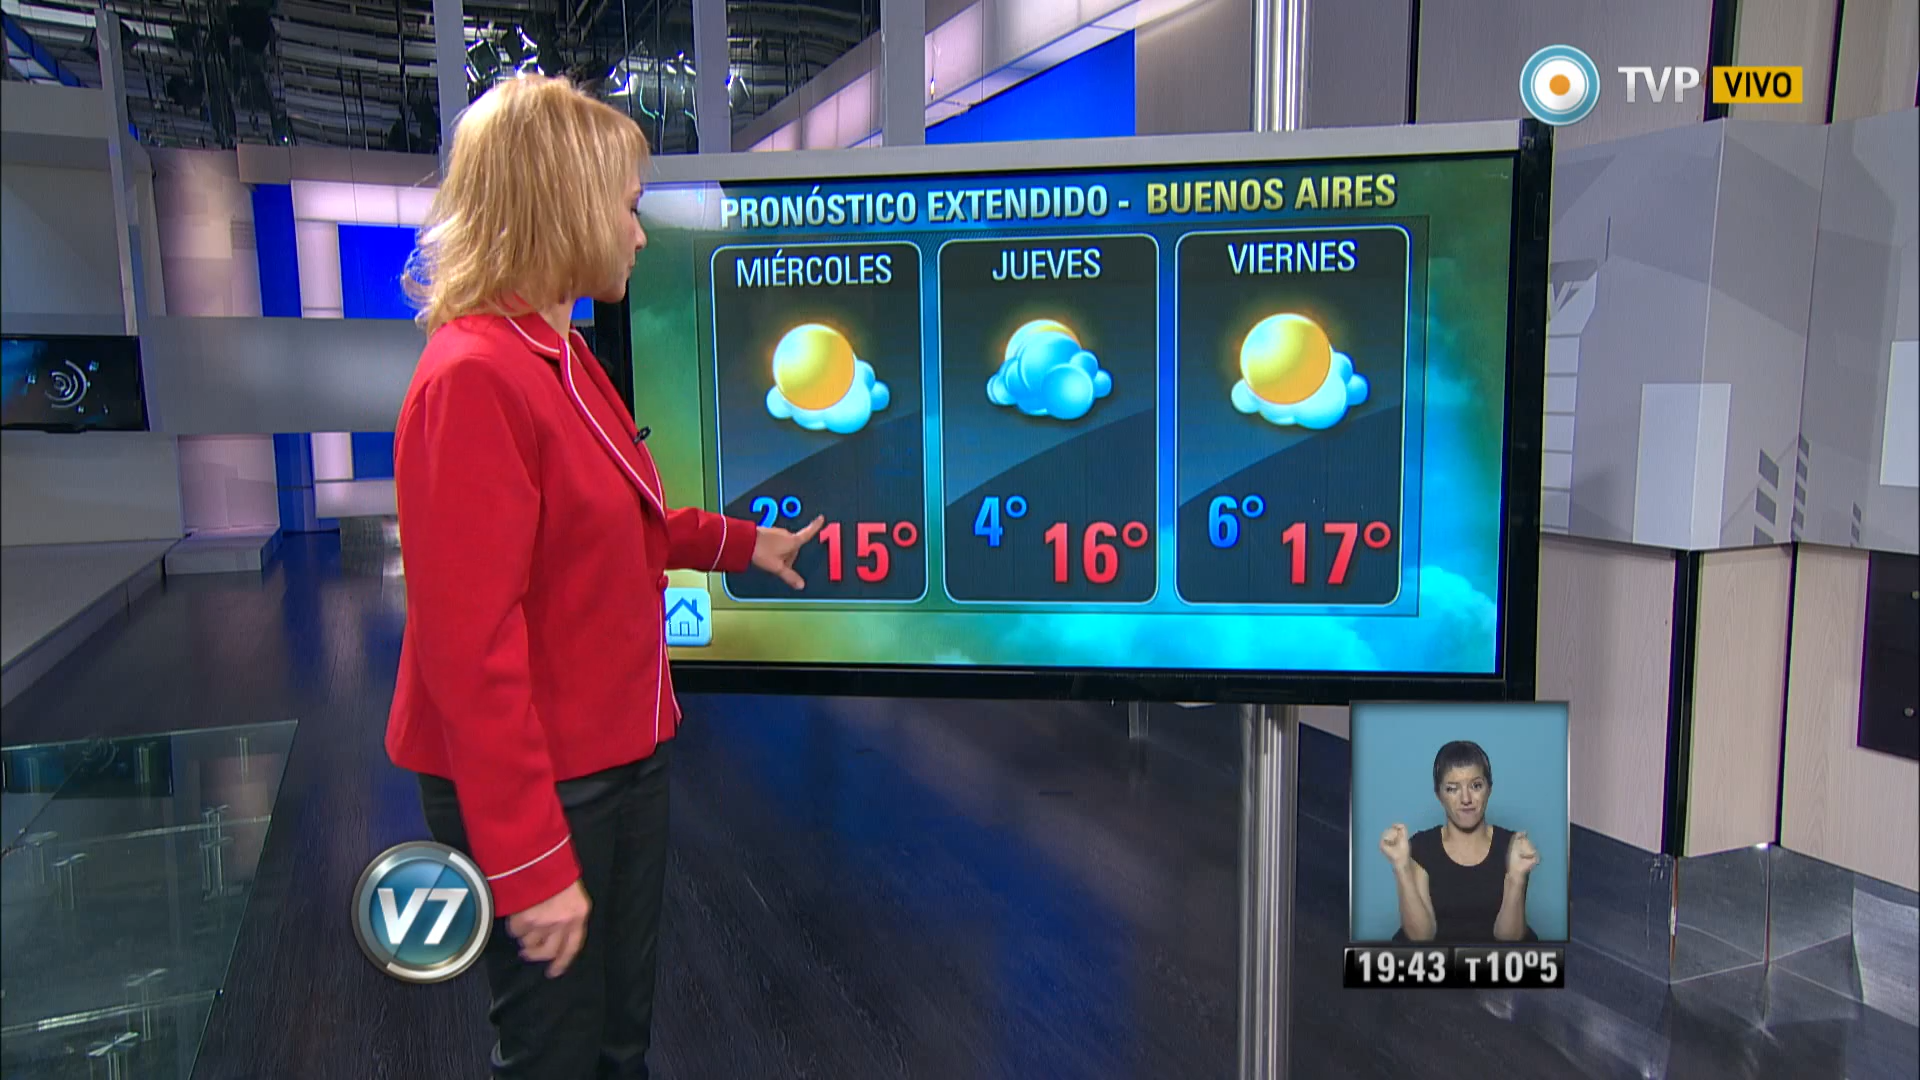 TVP VIVO
PRONÓSTICO EXTENDIDO - BUENOS AIRES
MIÉRCOLES
JUEVES
VIERNES
2° 15°
4° 16°
6° 17°
V7
V7
19:43 T10º5